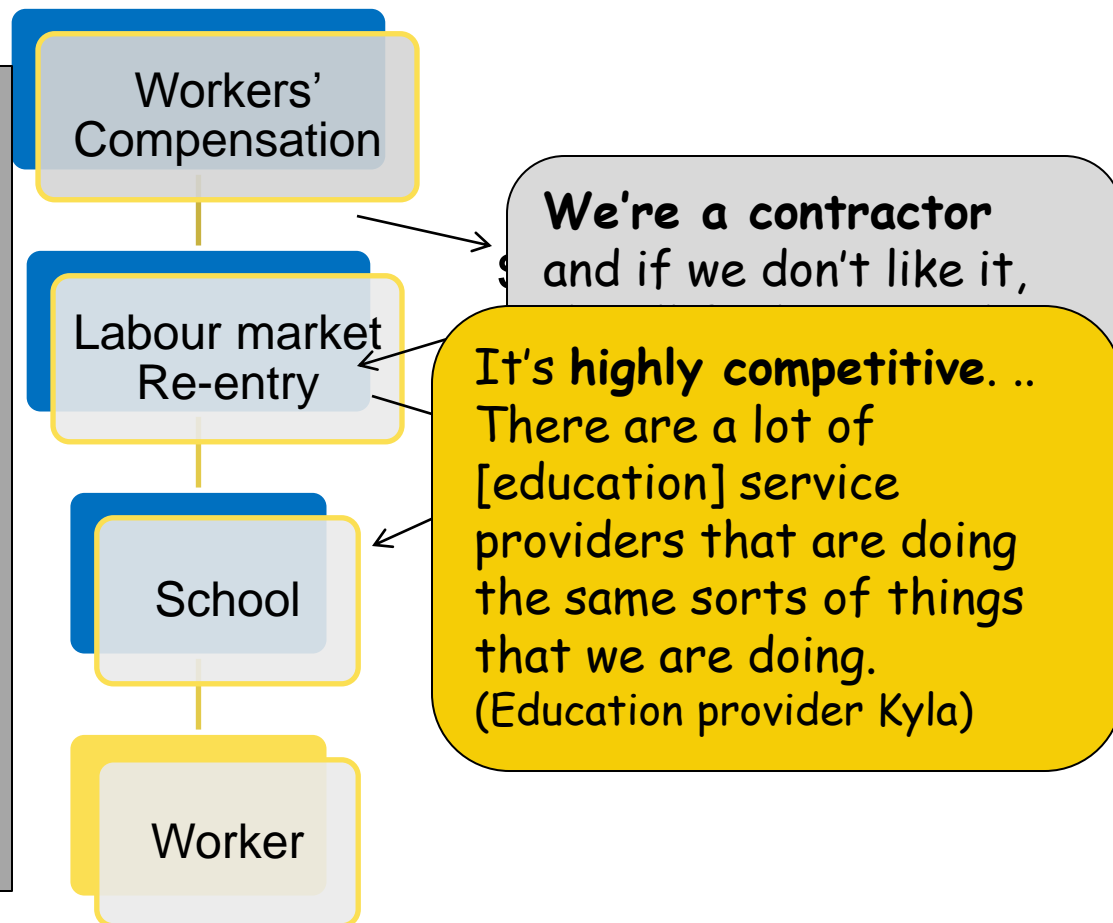 Workers’
Compensation
Labour market
Re-entry
School
Worker
We're a contractor
and if we don't like it,
It's highly competitive. ..
There are a lot of
[education] service
providers that are doing
the same sorts of things
that we are doing.
(Education provider Kyla)